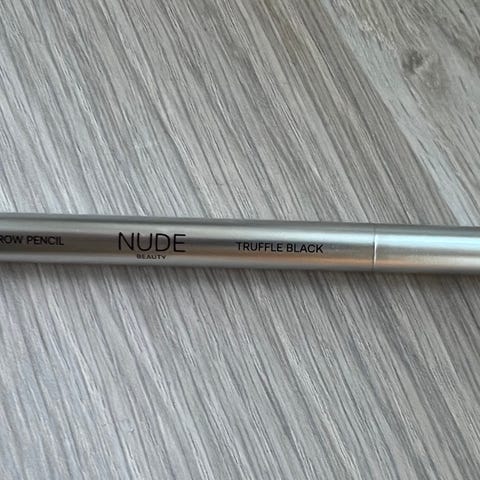 ROW PENCIL
NUDE
BEAUTY
TRUFFLE BLACK